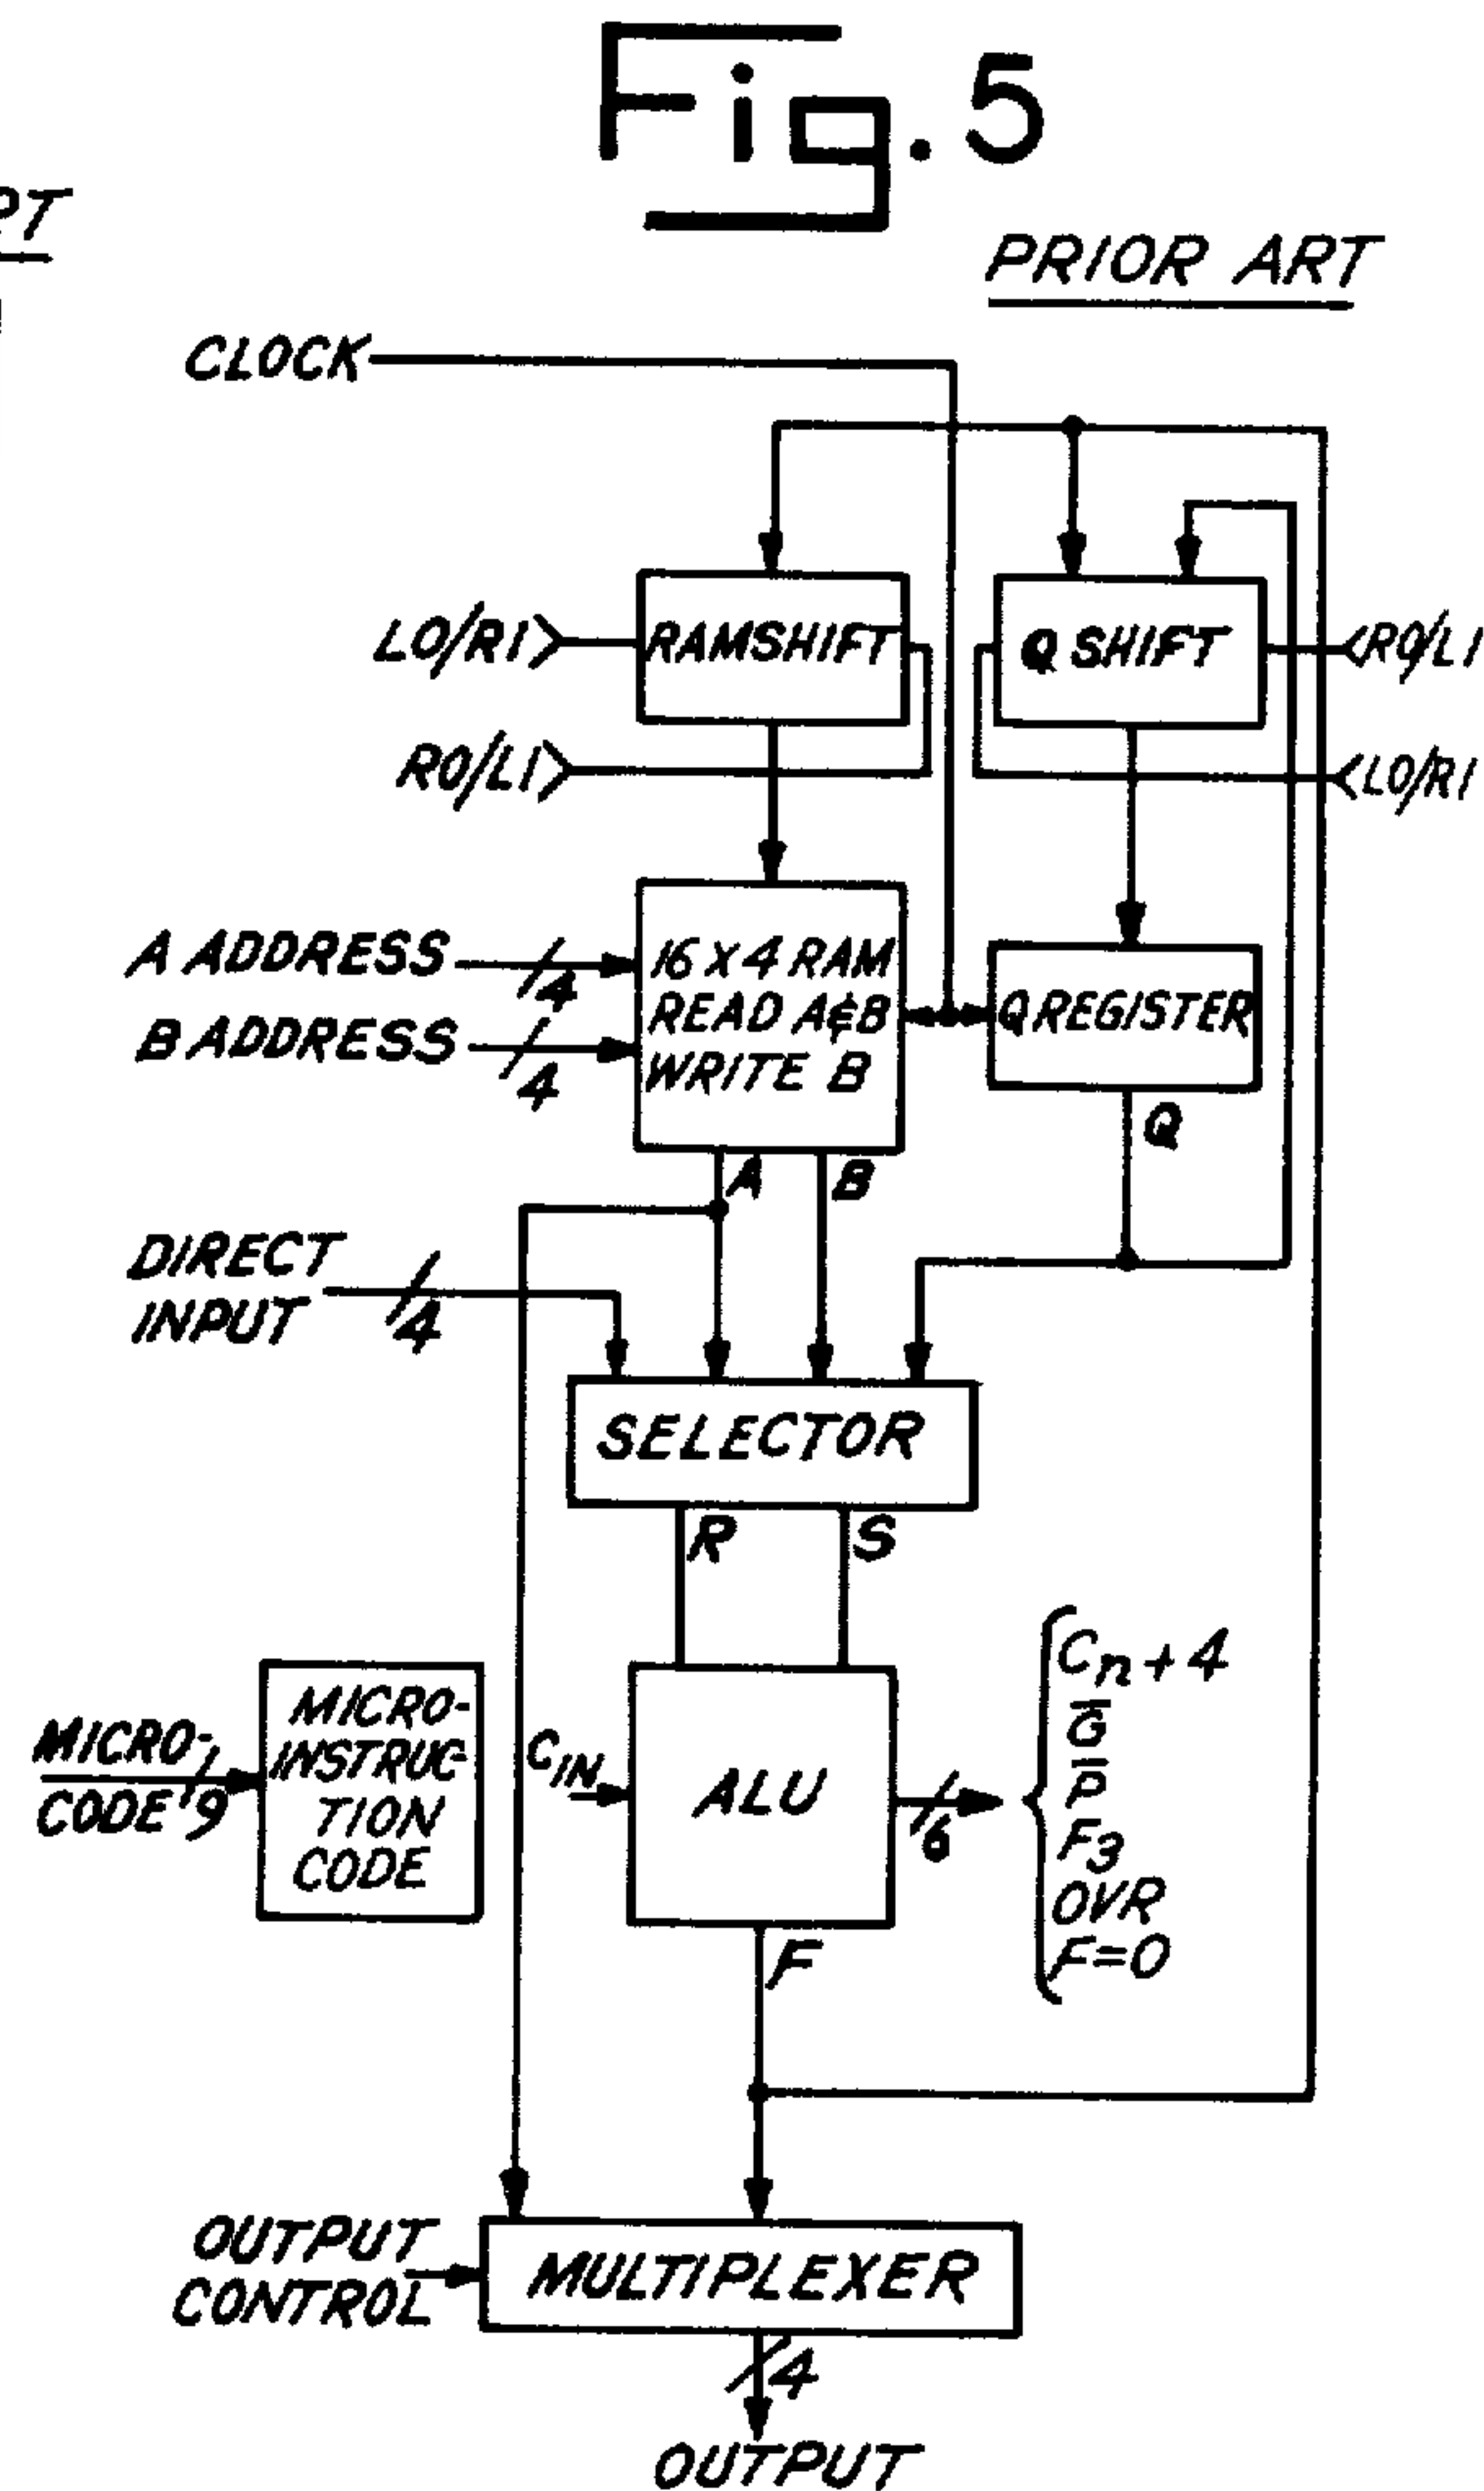 Fig. 5
PRIOR ART
CLOCK
LO/RI
RAMSHIFT
Q SHIFT
RO/LI
RO/LI
LO/RI
A ADDRESS
4
16 X 4 RAM
READ A¢8
WRITE B
Q REGISTER
B ADDRESS
4
A
B
Q
DIRECT
INPUT
4
SELECTOR
R
S
MICRO-
CODE
9
MICRO-
INSTRUC-
TION
CODE
CIN
ALU
6
Cn+4
G̅
P̅
F3
OVR
F=0
F
OUTPUT
CONTROL
MULTIPLEXER
4
OUTPUT